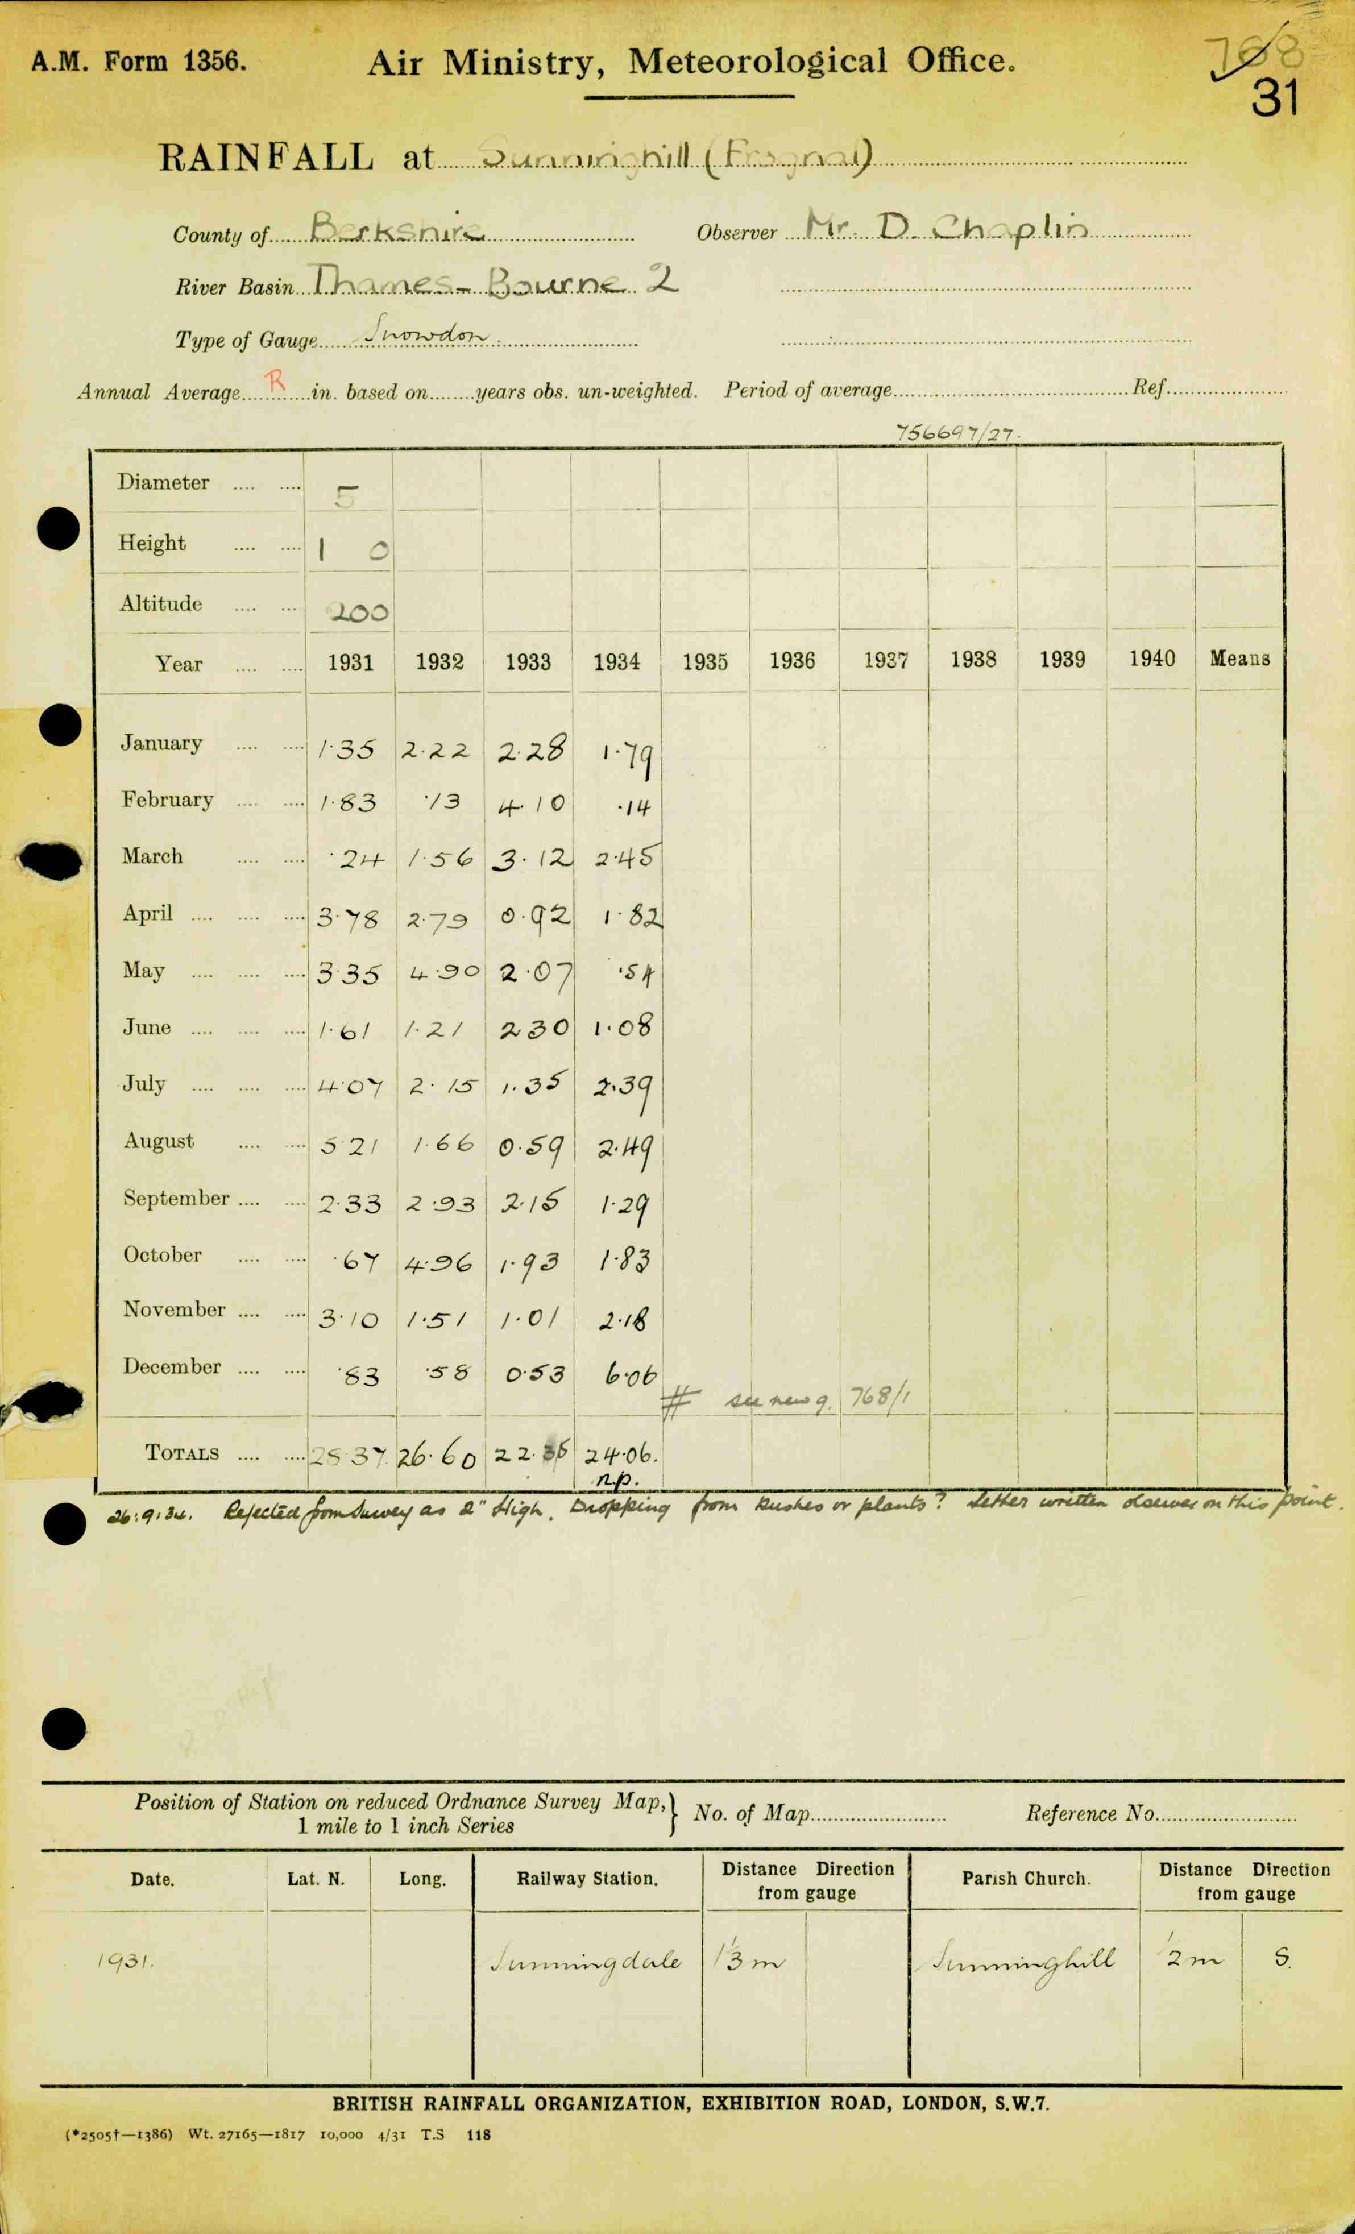 768
A.M. Form 1356. Air Ministry, Meteorological Office.
31
RAINFALL at Sunninghill (Frognal)
County of Berkshire Observer Mr. D. Chaplin
River Basin Thames - Bourne 2
Type of Gauge Snowdon.
Annual Average R in. based on years obs. un-weighted. Period of average Ref.
756697/27.
Diameter 5
Height 1 0
Altitude 200
Year 1931 1932 1933 1934 1935 1936 1937 1938 1939 1940 Means
January 1.35 2.22 2.28 1.79
February 1.83 .13 4.10 .14
March .24 1.56 3.12 2.45
April 3.78 2.79 0.92 1.82
May 3.35 4.90 2.07 .54
June 1.61 1.21 2.30 1.08
July 4.07 2.15 1.35 2.39
August 5.21 1.66 0.59 2.49
September 2.33 2.93 2.15 1.29
October .67 4.96 1.93 1.83
November 3.10 1.51 1.01 2.18
December .83 .58 0.53 6.06
# see new g. 768/1
TOTALS 28.37 26.60 22.35 24.06.
n.p.
26.9.34. Rejected from Survey as 2" High. Dropping from bushes or plants? Letter written observer on this point.
Position of Station on reduced Ordnance Survey Map, } No. of Map Reference No.
1 mile to 1 inch Series
Date. Lat. N. Long. Railway Station. Distance Direction from gauge Parish Church. Distance Direction from gauge
1931. Sunningdale 1⅓ m Sunninghill ½ m S.
BRITISH RAINFALL ORGANIZATION, EXHIBITION ROAD, LONDON, S.W.7.
(*2505†—1386) Wt. 27165—1817 10,000 4/31 T.S 118